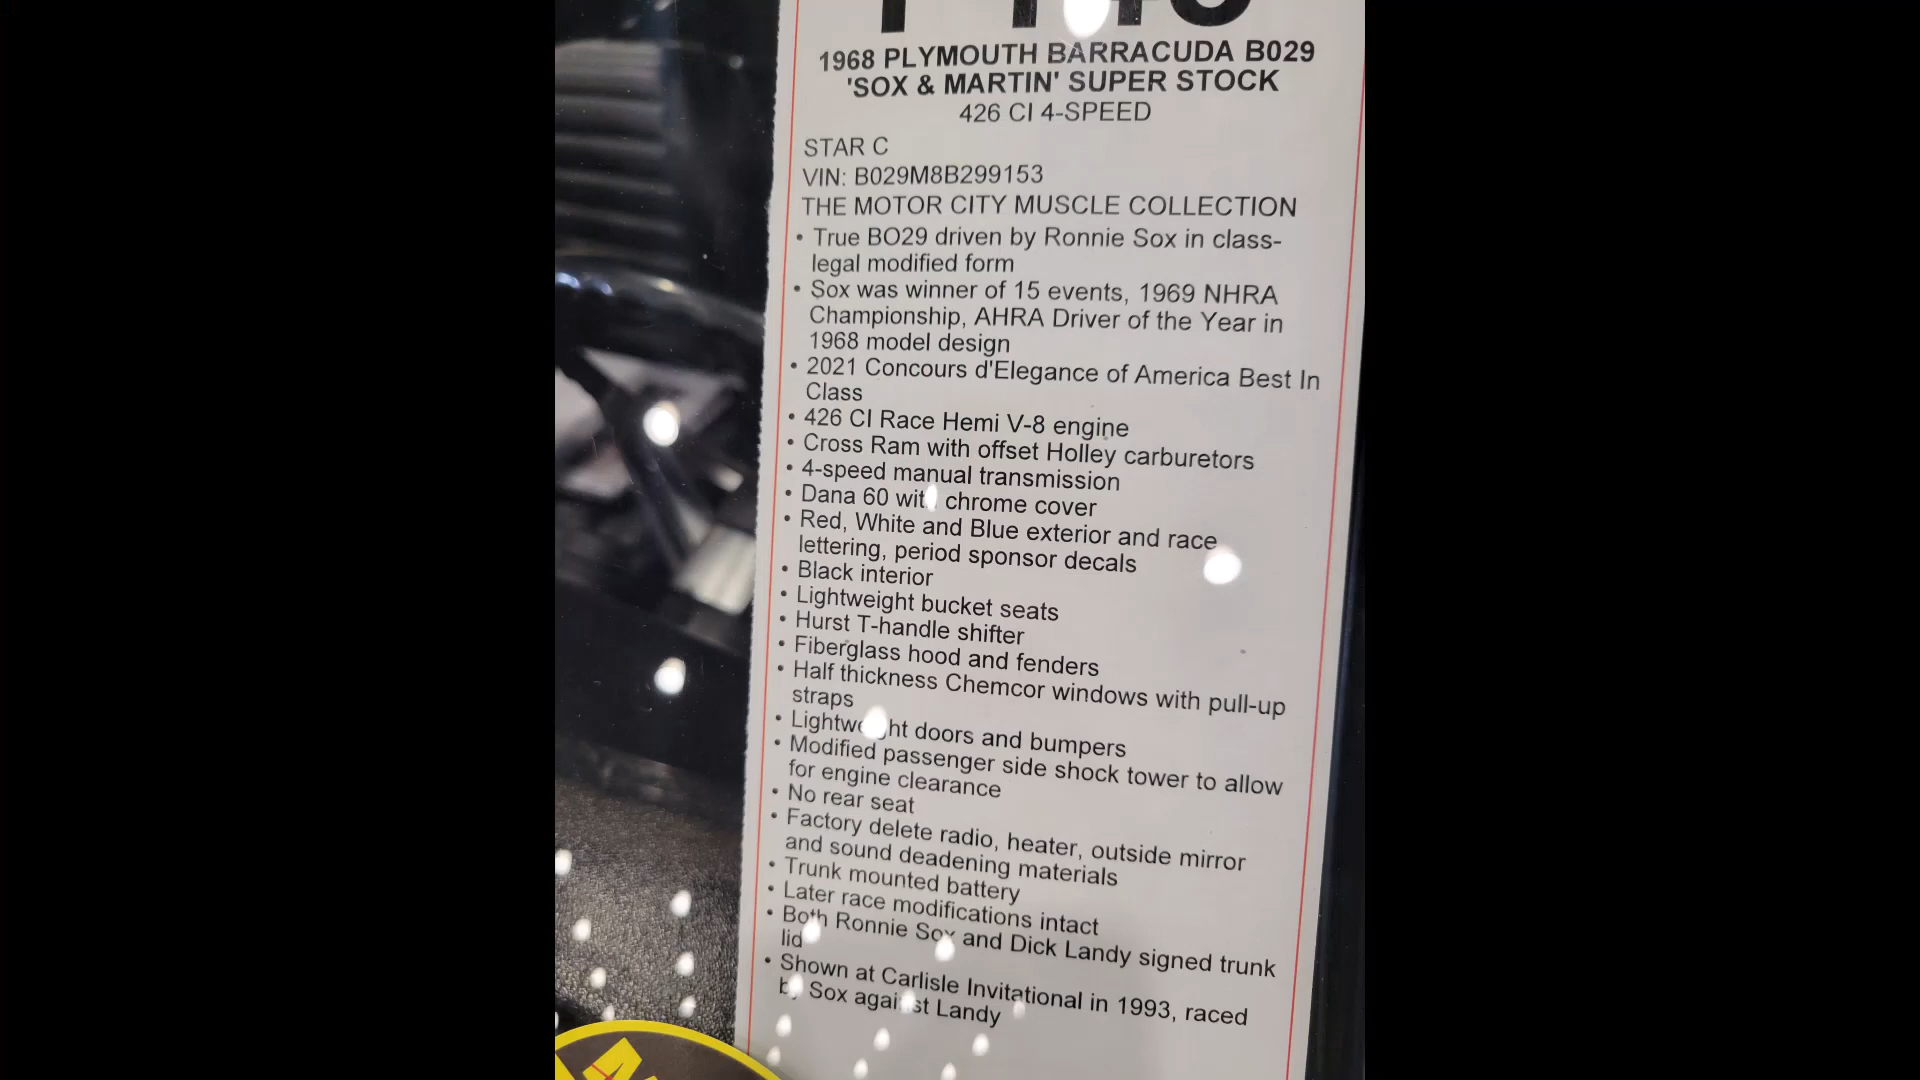 1968 PLYMOUTH BARRACUDA B029
'SOX & MARTIN' SUPER STOCK
426 CI 4-SPEED
STAR C
VIN: B029M8B299153
THE MOTOR CITY MUSCLE COLLECTION
• True BO29 driven by Ronnie Sox in class-
legal modified form
• Sox was winner of 15 events, 1969 NHRA
Championship, AHRA Driver of the Year in
1968 model design
• 2021 Concours d'Elegance of America Best In
Class
• 426 CI Race Hemi V-8 engine
• Cross Ram with offset Holley carburetors
• 4-speed manual transmission
• Dana 60 with chrome cover
• Red, White and Blue exterior and race
lettering, period sponsor decals
• Black interior
• Lightweight bucket seats
• Hurst T-handle shifter
• Fiberglass hood and fenders
• Half thickness Chemcor windows with pull-up
straps
• Lightweight doors and bumpers
• Modified passenger side shock tower to allow
for engine clearance
• No rear seat
• Factory delete radio, heater, outside mirror
and sound deadening materials
• Trunk mounted battery
• Later race modifications intact
• Both Ronnie Sox and Dick Landy signed trunk
lid
• Shown at Carlisle Invitational in 1993, raced
by Sox against Landy